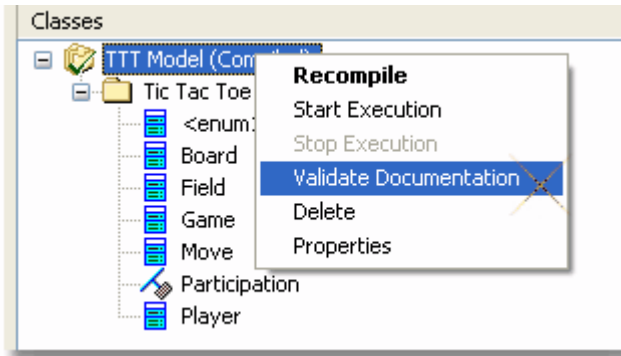 Classes
TTT Model (Com
Tic Tac Toe
<enum
Board
Field
Game
Move
Participation
Player
Recompile
Start Execution
Stop Execution
Validate Documentation
Delete
Properties